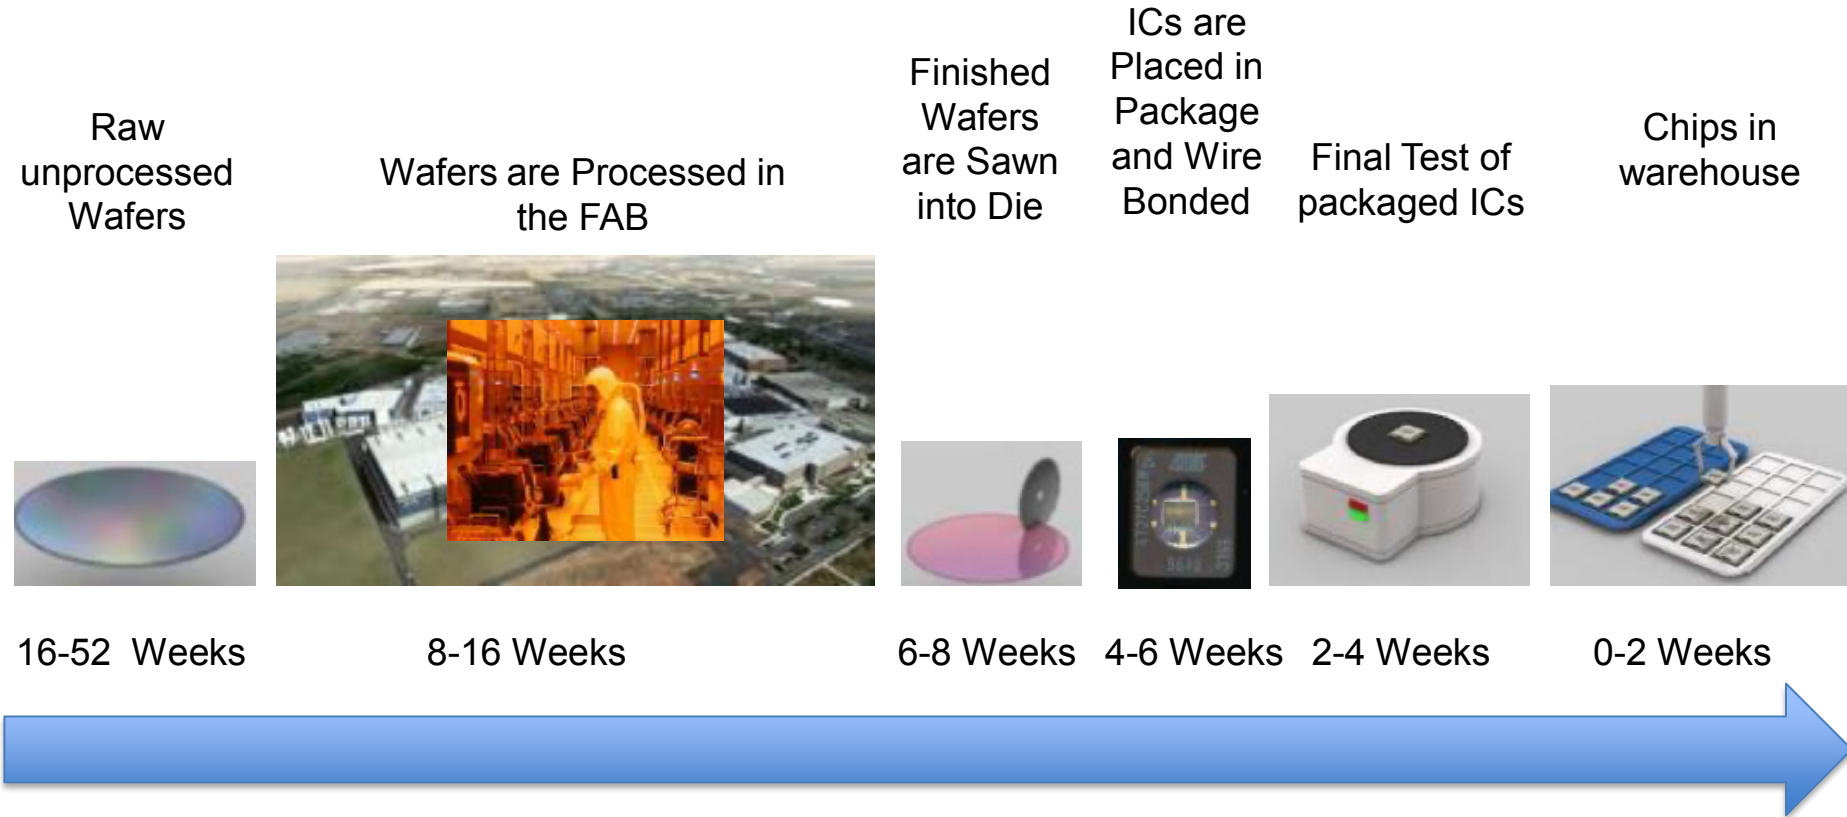 Raw
unprocessed
Wafers
Wafers are Processed in
the FAB
Finished
Wafers
are Sawn
into Die
ICs are
Placed in
Package
and Wire
Bonded
Final Test of
packaged ICs
Chips in
warehouse
16-52 Weeks
8-16 Weeks
6-8 Weeks
4-6 Weeks
2-4 Weeks
0-2 Weeks